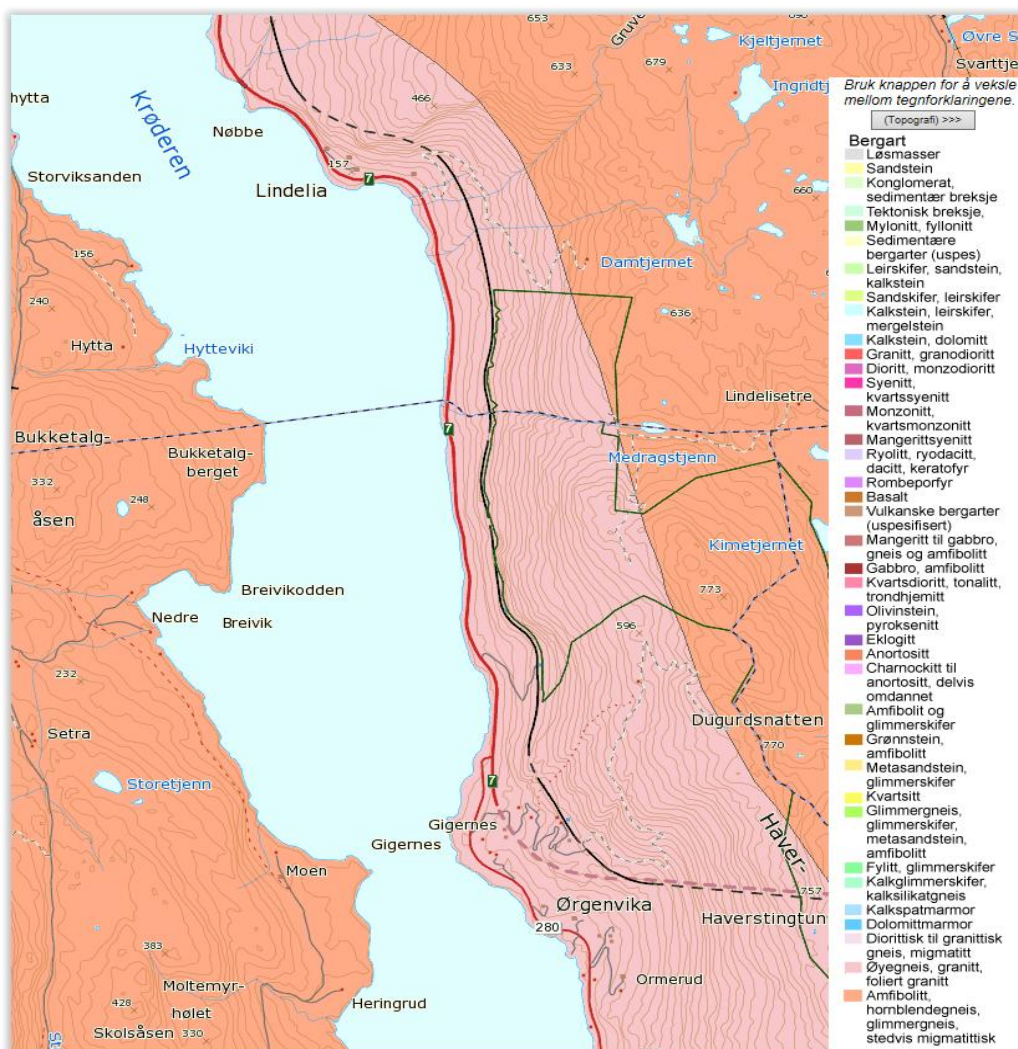 653
Kjeltjernet
Øvre S
Svarttje
Gruve
633
679
Ingridtj
hytta
Krøderen
466
Nøbbe
157
7
Storviksanden
Lindelia
660
156
Damtjernet
240
636
Hytta
Hytteviki
Lindelisetre
7
Bukketalg-
Bukketalg-
berget
Medragstjenn
332
248
åsen
Kimetjernet
773
Breivikodden
Nedre
Breivik
596
232
Dugurdsnatten
Setra
770
Storetjenn
7
Gigernes
Gigernes
Haver-
Moen
757
Ørgenvika
Haverstingtun
280
383
Ormerud
Moltemyr-
hølet
Heringrud
428
Skolsåsen
330
Bruk knappen for å veksle
mellom tegnforklaringene.
(Topografi) >>>
Bergart
Løsmasser
Sandstein
Konglomerat,
sedimentær breksje
Tektonisk breksje,
Mylonitt, fyllonitt
Sedimentære
bergarter (uspes)
Leirskifer, sandstein,
kalkstein
Sandskifer, leirskifer
Kalkstein, leirskifer,
mergelstein
Kalkstein, dolomitt
Granitt, granodioritt
Dioritt, monzodioritt
Syenitt,
kvartssyenitt
Monzonitt,
kvartsmonzonitt
Mangerittsyenitt
Ryolitt, ryodacitt,
dacitt, keratofyr
Rombeporfyr
Basalt
Vulkanske bergarter
(uspesifisert)
Mangeritt til gabbro,
gneis og amfibolitt
Gabbro, amfibolitt
Kvartsdioritt, tonalitt,
trondhjemitt
Olivinstein,
pyroksenitt
Eklogitt
Anortositt
Charnockitt til
anortositt, delvis
omdannet
Amfibolit og
glimmerskifer
Grønnstein,
amfibolitt
Metasandstein,
glimmerskifer
Kvartsitt
Glimmergneis,
glimmerskifer,
metasandstein,
amfibolitt
Fylitt, glimmerskifer
Kalkglimmerskifer,
kalksilikatgneis
Kalkspatmarmor
Dolomittmarmor
Diorittisk til granittisk
gneis, migmatitt
Øyegneis, granitt,
foliert granitt
Amfibolitt,
hornblendegneis,
glimmergneis,
stedvis migmatittisk